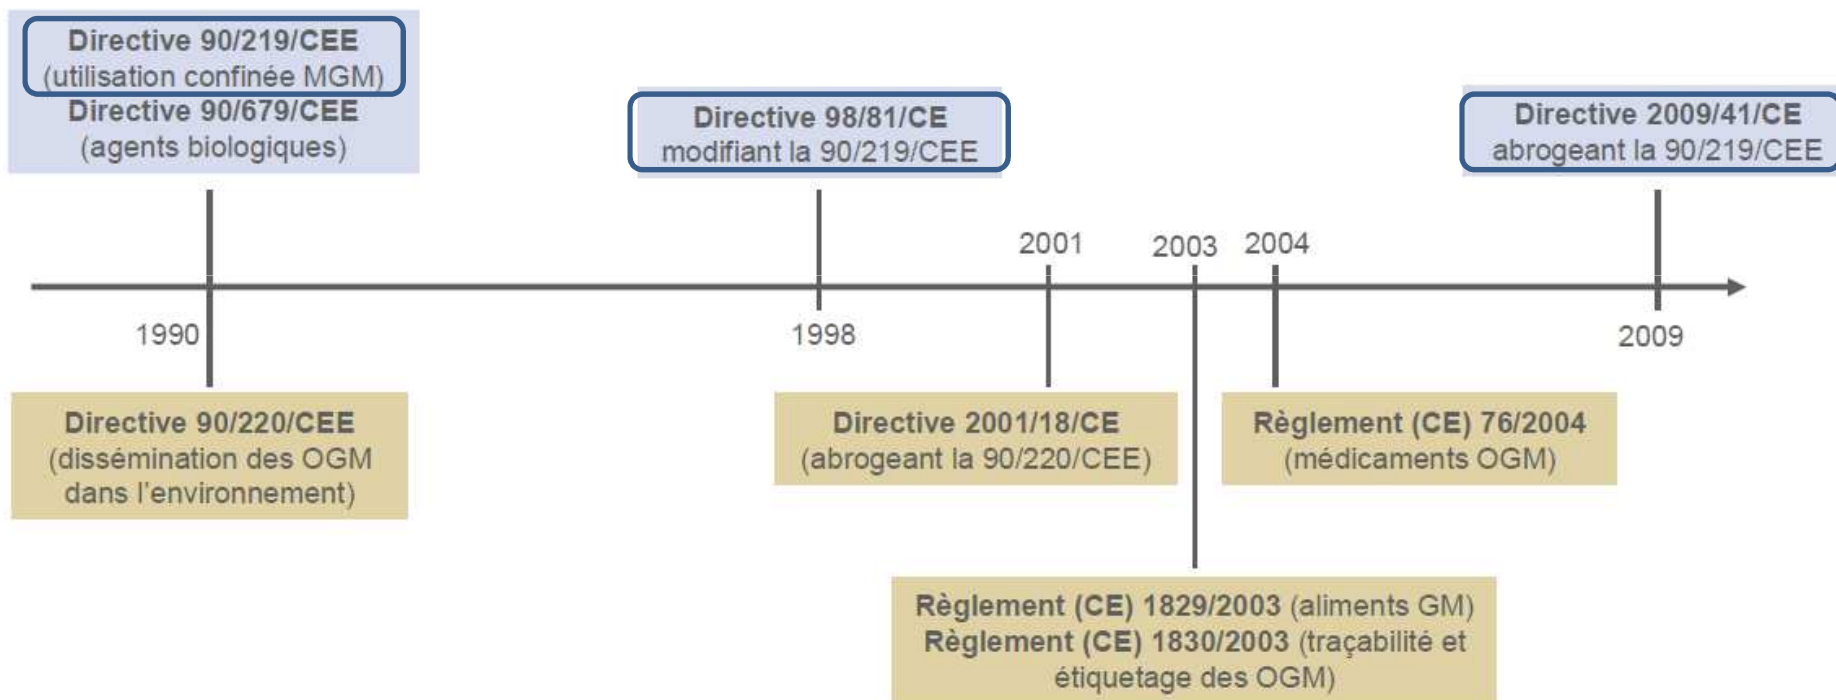 Directive 90/219/CEE
(utilisation confinée MGM)
Directive 90/679/CEE
(agents biologiques)
Directive 98/81/CE
modifiant la 90/219/CEE
Directive 2009/41/CE
abrogeant la 90/219/CEE
2001
2003
2004
1990
1998
2009
Directive 90/220/CEE
(dissémination des OGM
dans l'environnement)
Directive 2001/18/CE
(abrogeant la 90/220/CEE)
Règlement (CE) 76/2004
(médicaments OGM)
Règlement (CE) 1829/2003 (aliments GM)
Règlement (CE) 1830/2003 (traçabilité et
étiquetage des OGM)